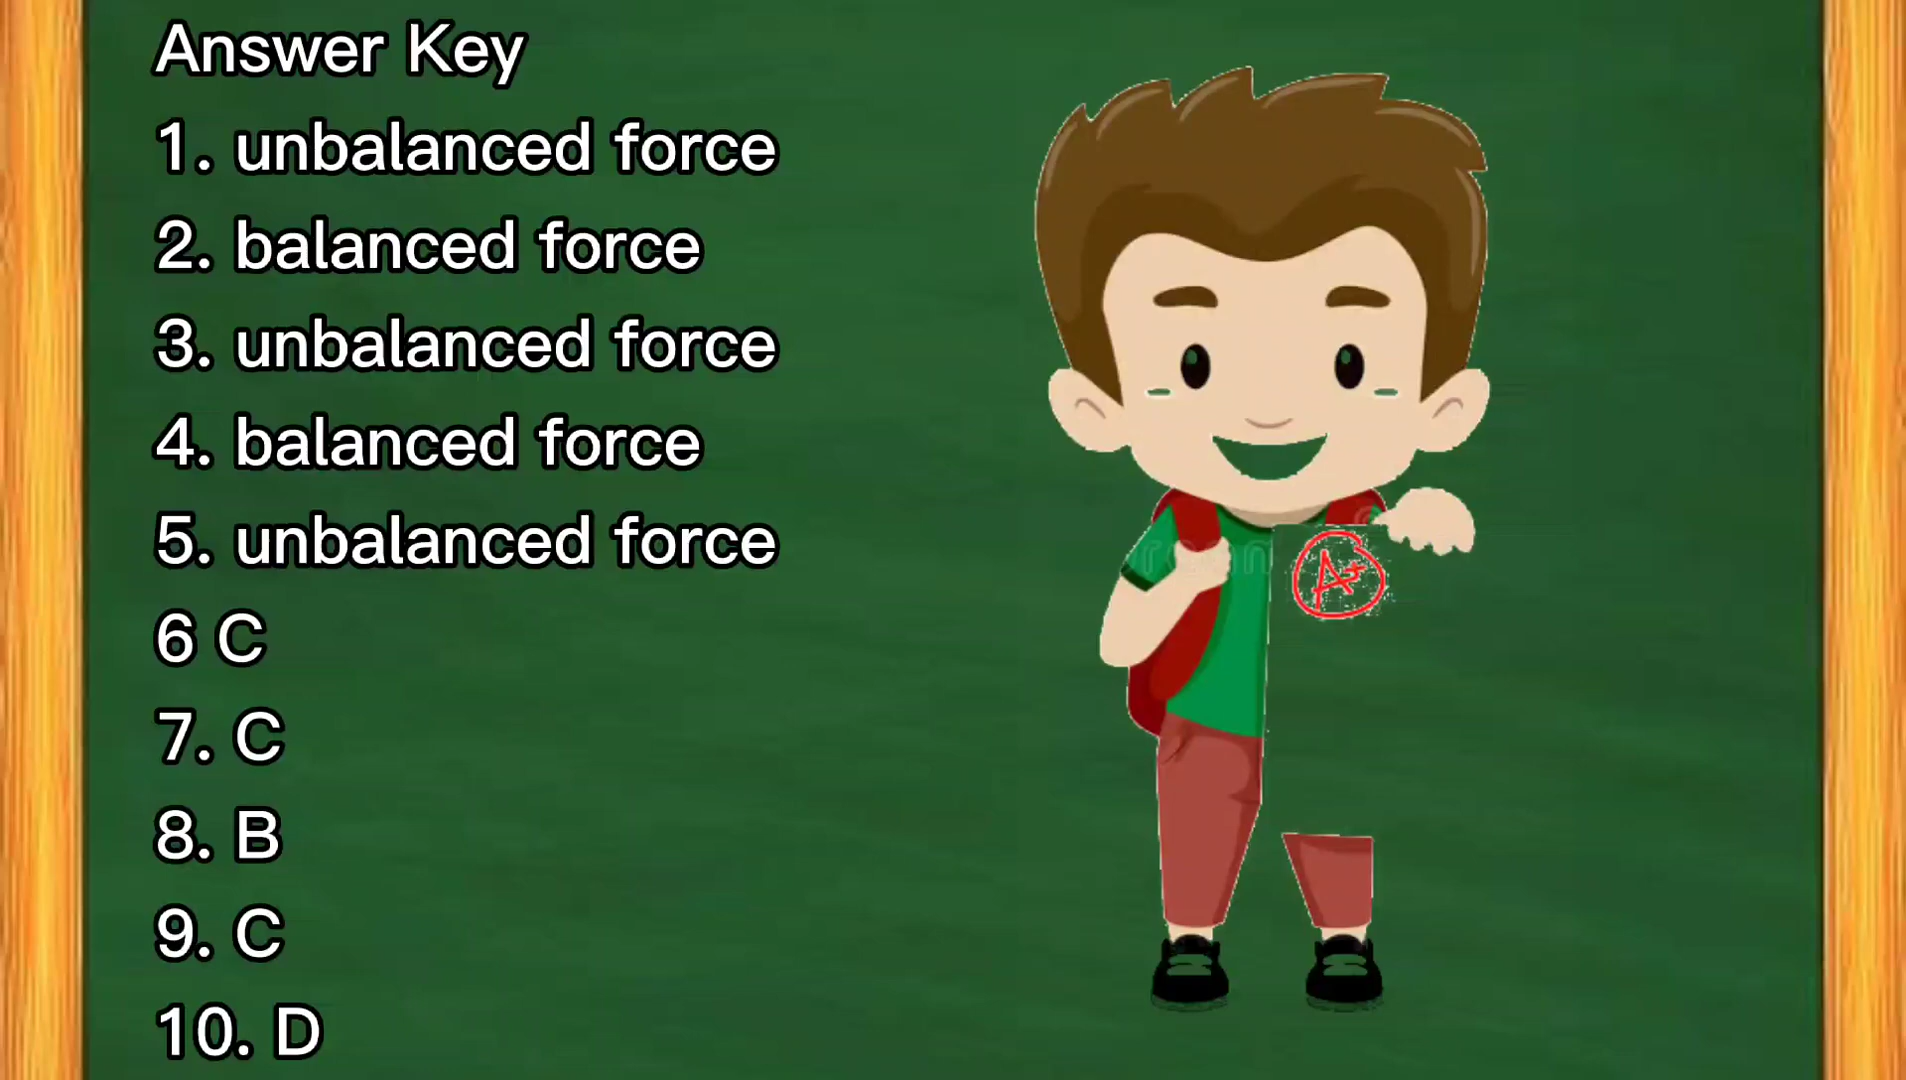 Answer Key
1. unbalanced force
2. balanced force
3. unbalanced force
4. balanced force
5. unbalanced force
6 C
7. C
8. B
9. C
10. D
A+